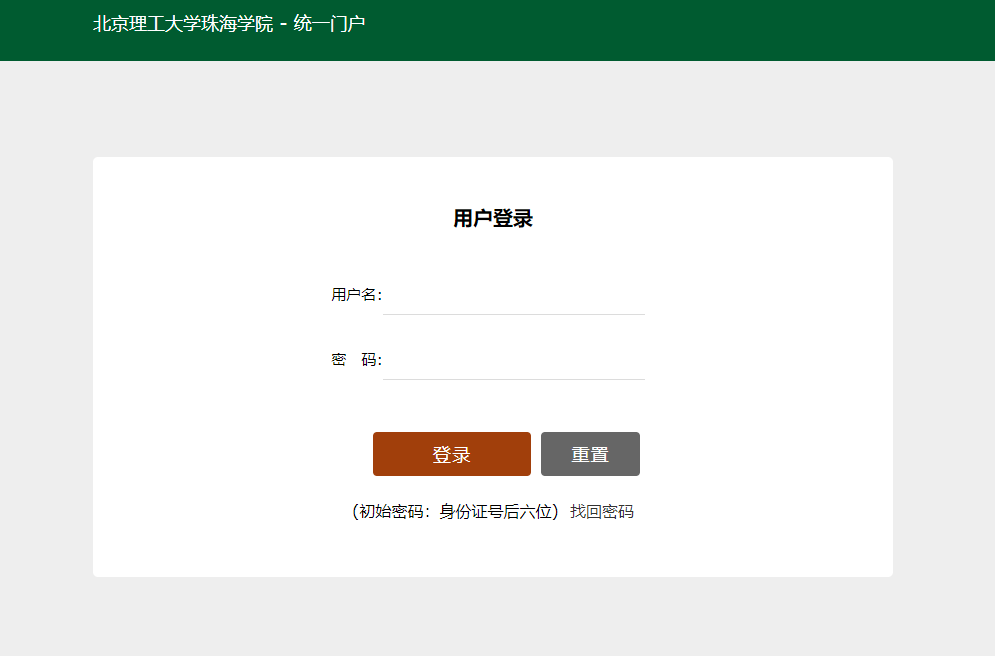 北京理工大学珠海学院 - 统一门户
用户登录
用户名：
密　码：
登录 重置
（初始密码：身份证号后六位） 找回密码